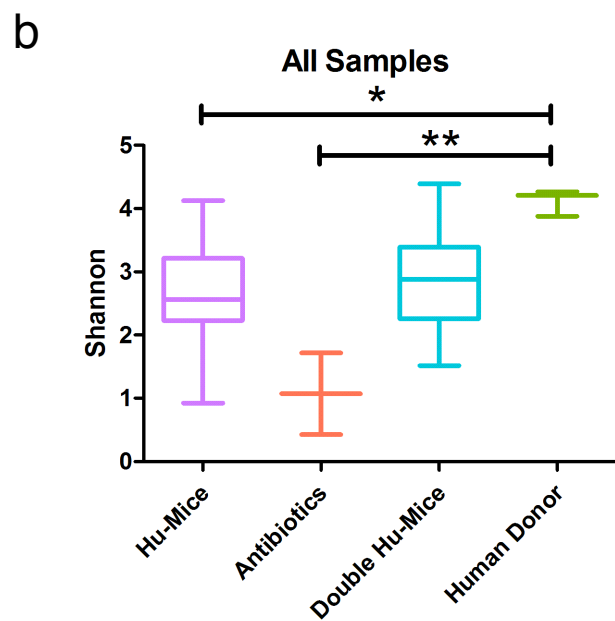 b
All Samples
*
**
5
4
3
2
1
0
Shannon
Hu-Mice
Antibiotics
Double Hu-Mice
Human Donor